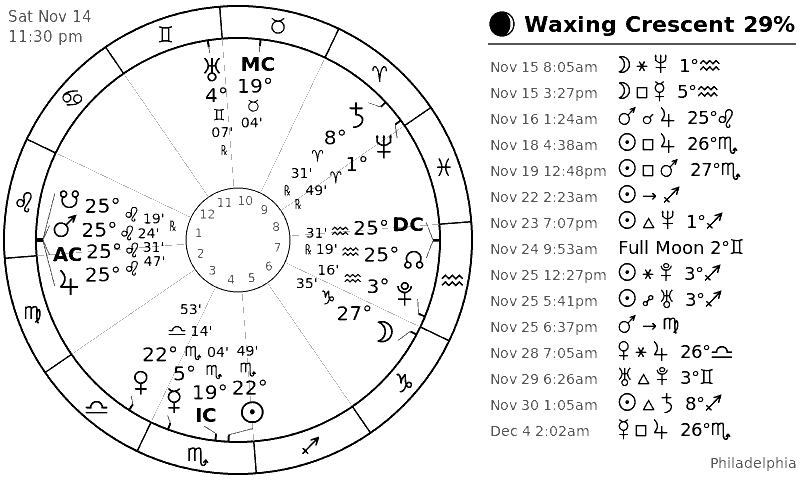 Sat Nov 14
11:30 pm
♊ ♉
♋ ♈
♌ ♓
♍ ♒
♎ ♑
♏ ♐
♅ MC
4° 19°
♊ ♉
07' 04'
℞
♄
8° ♆
♈ 1°
31' ♈
℞ 49'
℞
☋ 25° ♌ 19' ℞
♂ 25° ♌ 24'
AC 25° ♌ 31'
♃ 25° ♌ 47'
12 11 10 9
1 8
2 7
3 4 5 6
31' ♒ 25° DC
℞ 19' ♒ 25° ☊
16' ♒ 3° ♇
35' ♑ 27° ☽
53' ♎ 22° ♀
14' ♏ 5° ☿
04' ♏ 19° IC
49' ♏ 22° ☉
Waxing Crescent 29%
Nov 15 8:05am ☽ ⚹ ♆ 1°♒
Nov 15 3:27pm ☽ □ ☿ 5°♒
Nov 16 1:24am ♂ ☌ ♃ 25°♌
Nov 18 4:38am ☉ □ ♃ 26°♏
Nov 19 12:48pm ☉ □ ♂ 27°♏
Nov 22 2:23am ☉ → ♐
Nov 23 7:07pm ☉ △ ♆ 1°♐
Nov 24 9:53am Full Moon 2°♊
Nov 25 12:27pm ☉ ⚹ ♇ 3°♐
Nov 25 5:41pm ☉ ☍ ♅ 3°♐
Nov 25 6:37pm ♂ → ♍
Nov 28 7:05am ♀ ⚹ ♃ 26°♎
Nov 29 6:26am ♅ △ ♇ 3°♊
Nov 30 1:05am ☉ △ ♄ 8°♐
Dec 4 2:02am ☿ □ ♃ 26°♏
Philadelphia